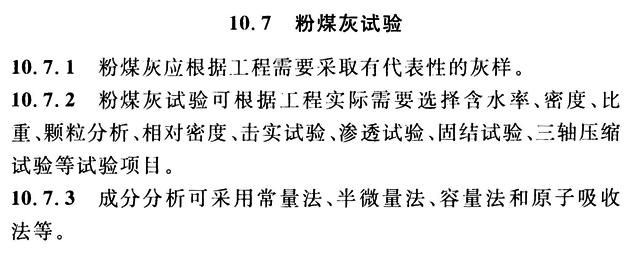 10.7 粉煤灰试验
10.7.1 粉煤灰应根据工程需要采取有代表性的灰样。
10.7.2 粉煤灰试验可根据工程实际需要选择含水率、密度、比
重、颗粒分析、相对密度、击实试验、渗透试验、固结试验、三轴压缩
试验等试验项目。
10.7.3 成分分析可采用常量法、半微量法、容量法和原子吸收
法等。